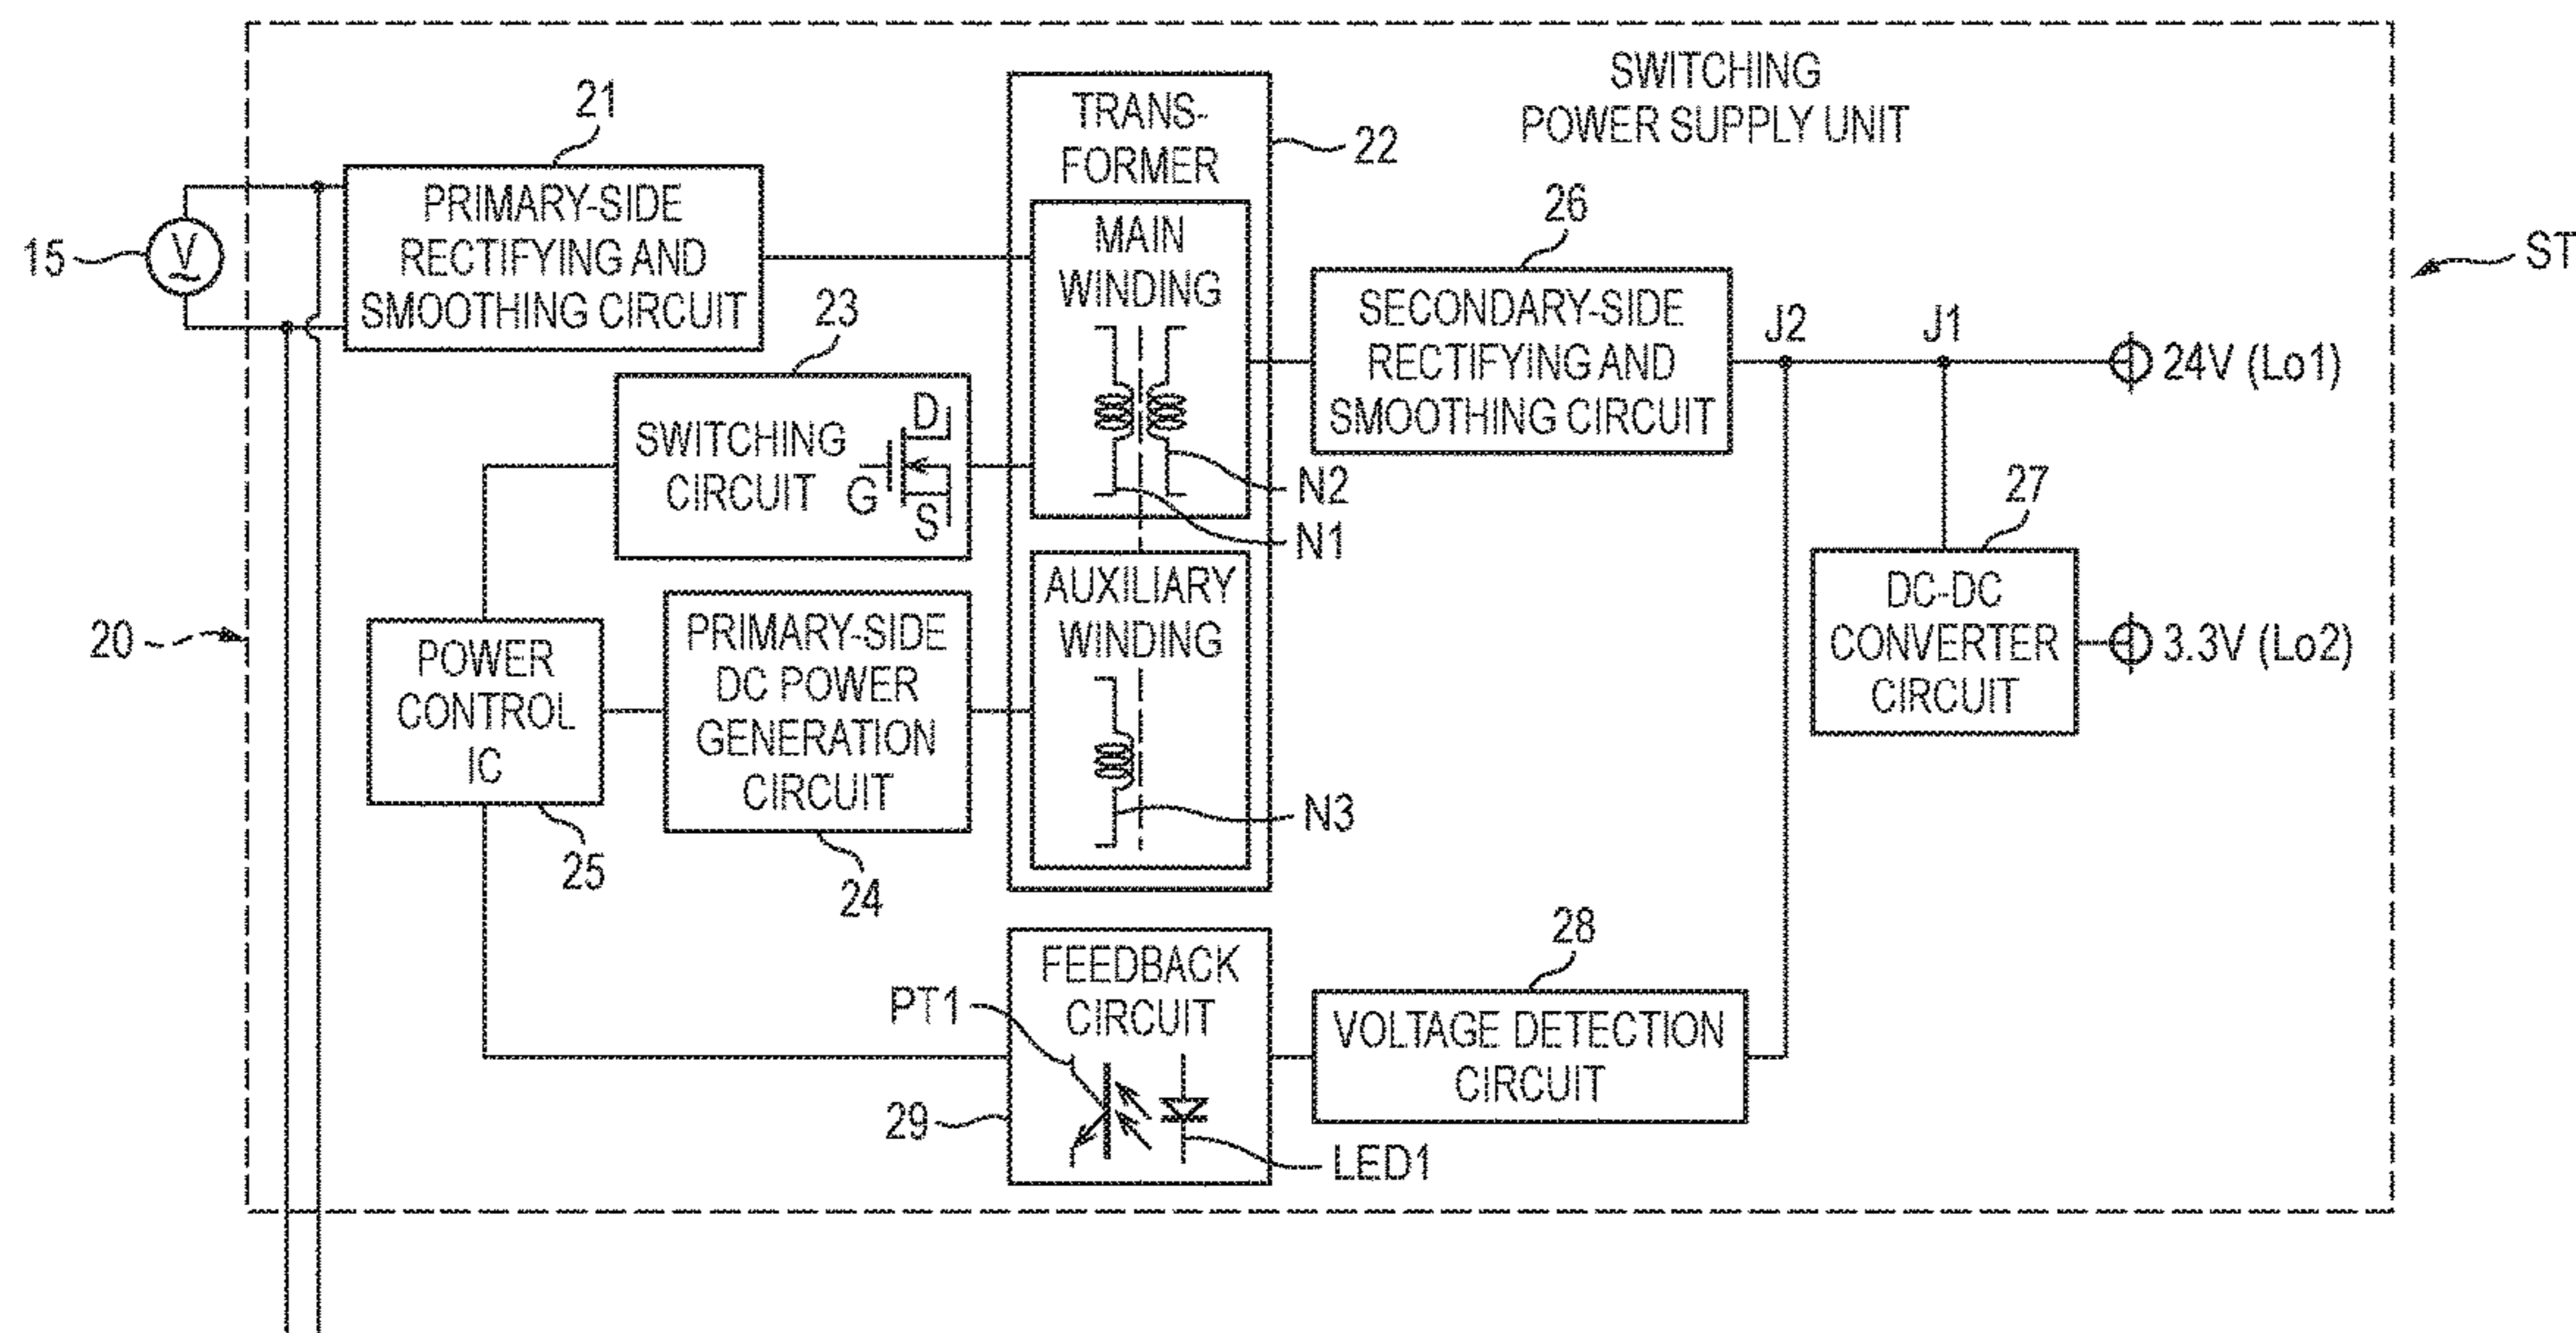 SWITCHING
POWER SUPPLY UNIT
21
TRANS-
FORMER
22
PRIMARY-SIDE
RECTIFYING AND
SMOOTHING CIRCUIT
15
V
MAIN
WINDING
26
ST
SECONDARY-SIDE
RECTIFYING AND
SMOOTHING CIRCUIT
J2
J1
24V (Lo1)
23
SWITCHING
CIRCUIT
D
G
S
N2
N1
27
DC-DC
CONVERTER
CIRCUIT
3.3V (Lo2)
AUXILIARY
WINDING
20
POWER
CONTROL
IC
PRIMARY-SIDE
DC POWER
GENERATION
CIRCUIT
N3
25
24
28
FEEDBACK
CIRCUIT
PT1
VOLTAGE DETECTION
CIRCUIT
29
LED1